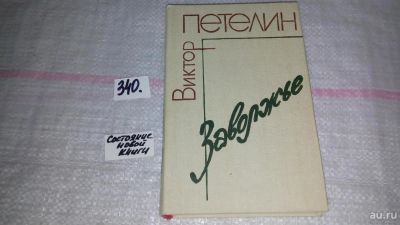 340.
Состояние
новой
книги
Виктор
ПЕТЕЛИН
Заволжье
au.ru